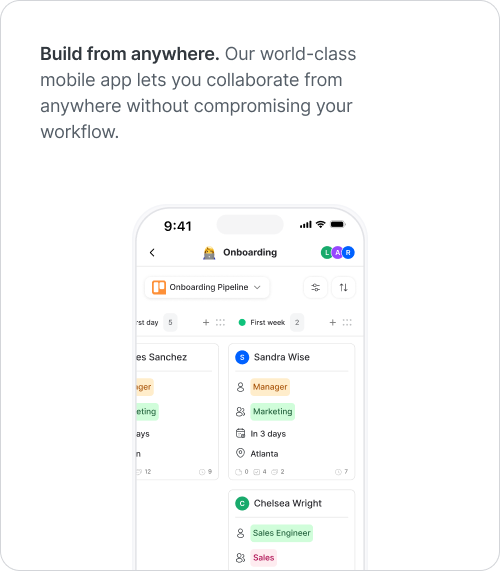 Build from anywhere. Our world-class
mobile app lets you collaborate from
anywhere without compromising your
workflow.
9:41
Onboarding
L A R
Onboarding Pipeline
rst day 5
First week 2
es Sanchez
ger
eting
ays
n
12 9
S Sandra Wise
Manager
Marketing
In 3 days
Atlanta
0 4 2 7
C Chelsea Wright
Sales Engineer
Sales